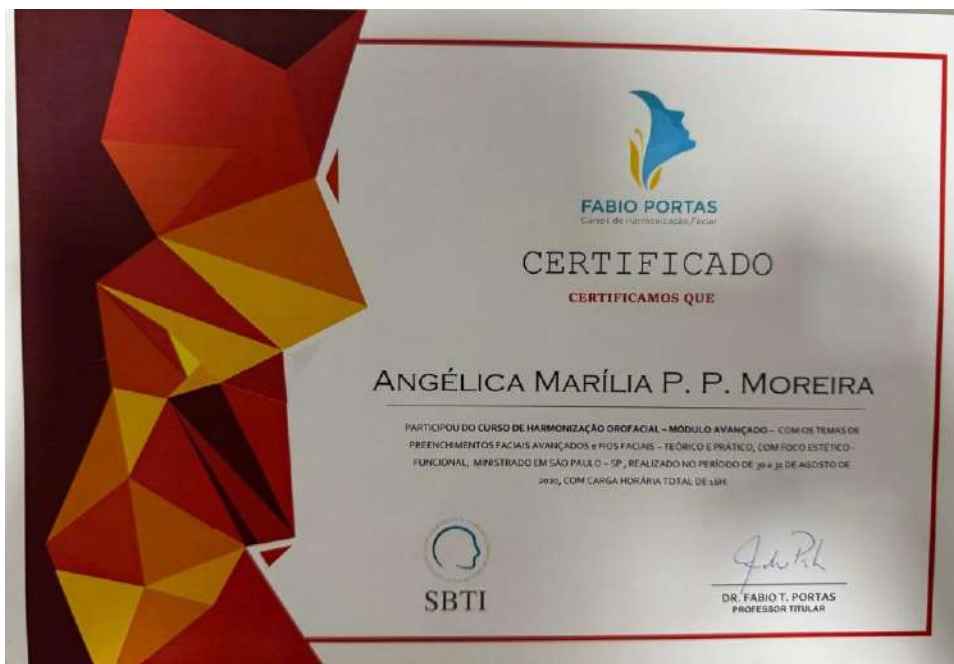 FABIO PORTAS
Cursos de Harmonização Facial
CERTIFICADO
CERTIFICAMOS QUE
ANGÉLICA MARÍLIA P. P. MOREIRA
PARTICIPOU DO CURSO DE HARMONIZAÇÃO OROFACIAL – MÓDULO AVANÇADO – COM OS TEMAS DE
PREENCHIMENTOS FACIAIS AVANÇADOS e FIOS FACIAIS – TEÓRICO E PRÁTICO, COM FOCO ESTÉTICO -
FUNCIONAL, MINISTRADO EM SÃO PAULO – SP , REALIZADO NO PERÍODO DE 30 a 31 DE AGOSTO DE
2020, COM CARGA HORÁRIA TOTAL DE 16H.
SBTI
DR. FABIO T. PORTAS
PROFESSOR TITULAR